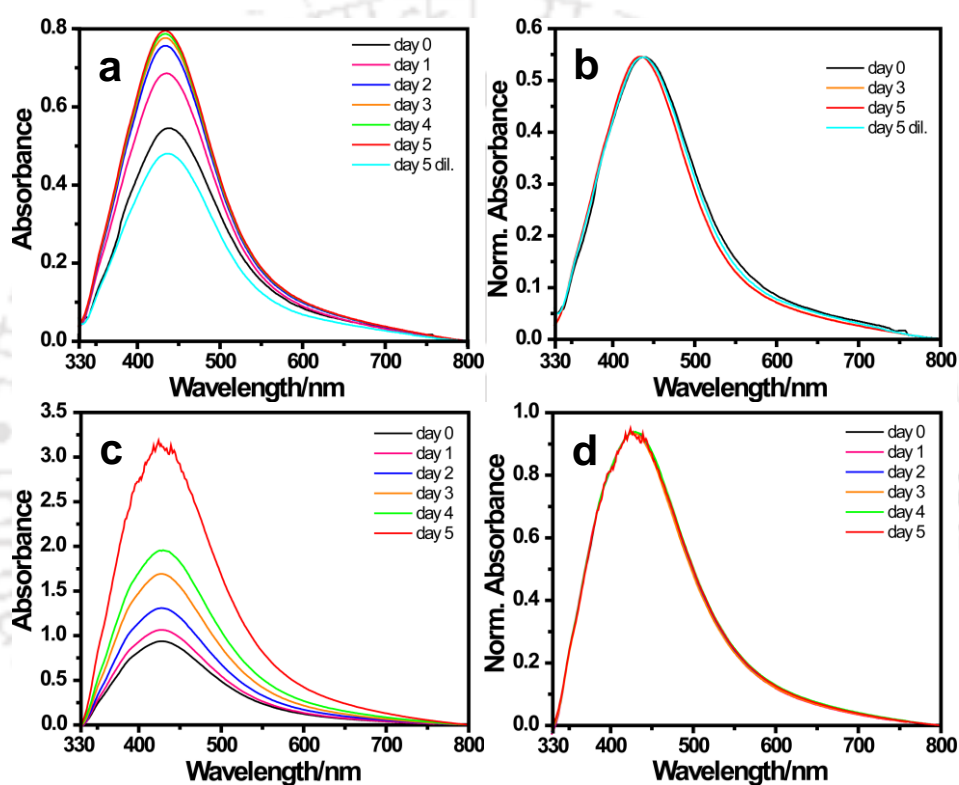 a
Absorbance
0.8
0.6
0.4
0.2
0.0
day 0
day 1
day 2
day 3
day 4
day 5
day 5 dil.
330 400 500 600 700 800
Wavelength/nm
b
Norm. Absorbance
0.6
0.5
0.4
0.3
0.2
0.1
0.0
day 0
day 3
day 5
day 5 dil.
330 400 500 600 700 800
Wavelength/nm
c
Absorbance
3.5
3.0
2.5
2.0
1.5
1.0
0.5
0.0
day 0
day 1
day 2
day 3
day 4
day 5
330 400 500 600 700 800
Wavelength/nm
d
Norm. Absorbance
1.0
0.8
0.6
0.4
0.2
0.0
day 0
day 1
day 2
day 3
day 4
day 5
330 400 500 600 700 800
Wavelength/nm